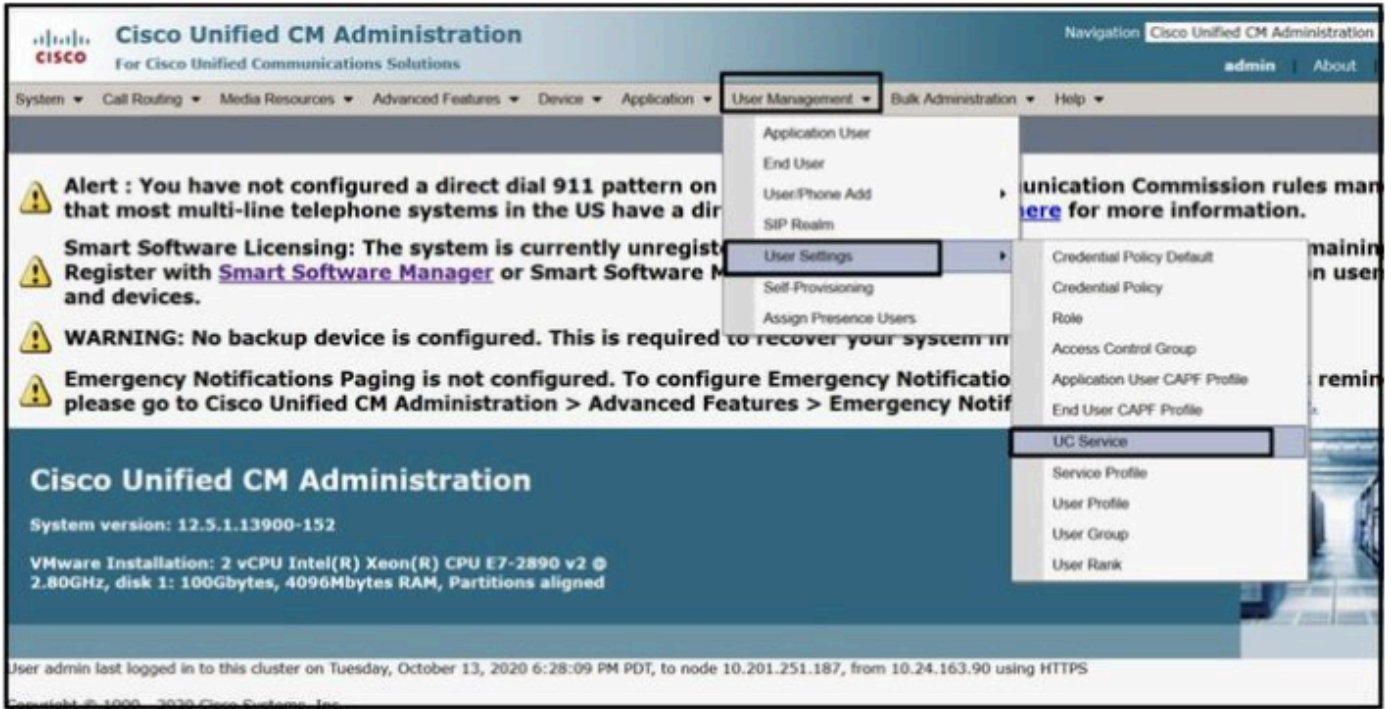 CISCO
Cisco Unified CM Administration
For Cisco Unified Communications Solutions
Navigation Cisco Unified CM Administration
admin | About |
System Call Routing Media Resources Advanced Features Device Application User Management Bulk Administration Help
Application User
End User
User/Phone Add
SIP Realm
User Settings
Self-Provisioning
Assign Presence Users
Credential Policy Default
Credential Policy
Role
Access Control Group
Application User CAPF Profile
End User CAPF Profile
UC Service
Service Profile
User Profile
User Group
User Rank
Alert : You have not configured a direct dial 911 pattern on unication Commission rules man
that most multi-line telephone systems in the US have a dir ere for more information.
Smart Software Licensing: The system is currently unregiste maining
Register with Smart Software Manager or Smart Software M n user
and devices.
WARNING: No backup device is configured. This is required to recover your system in
Emergency Notifications Paging is not configured. To configure Emergency Notificatio remin
please go to Cisco Unified CM Administration > Advanced Features > Emergency Notif
Cisco Unified CM Administration
System version: 12.5.1.13900-152
VMware Installation: 2 vCPU Intel(R) Xeon(R) CPU E7-2890 v2 @
2.80GHz, disk 1: 100Gbytes, 4096Mbytes RAM, Partitions aligned
User admin last logged in to this cluster on Tuesday, October 13, 2020 6:28:09 PM PDT, to node 10.201.251.187, from 10.24.163.90 using HTTPS